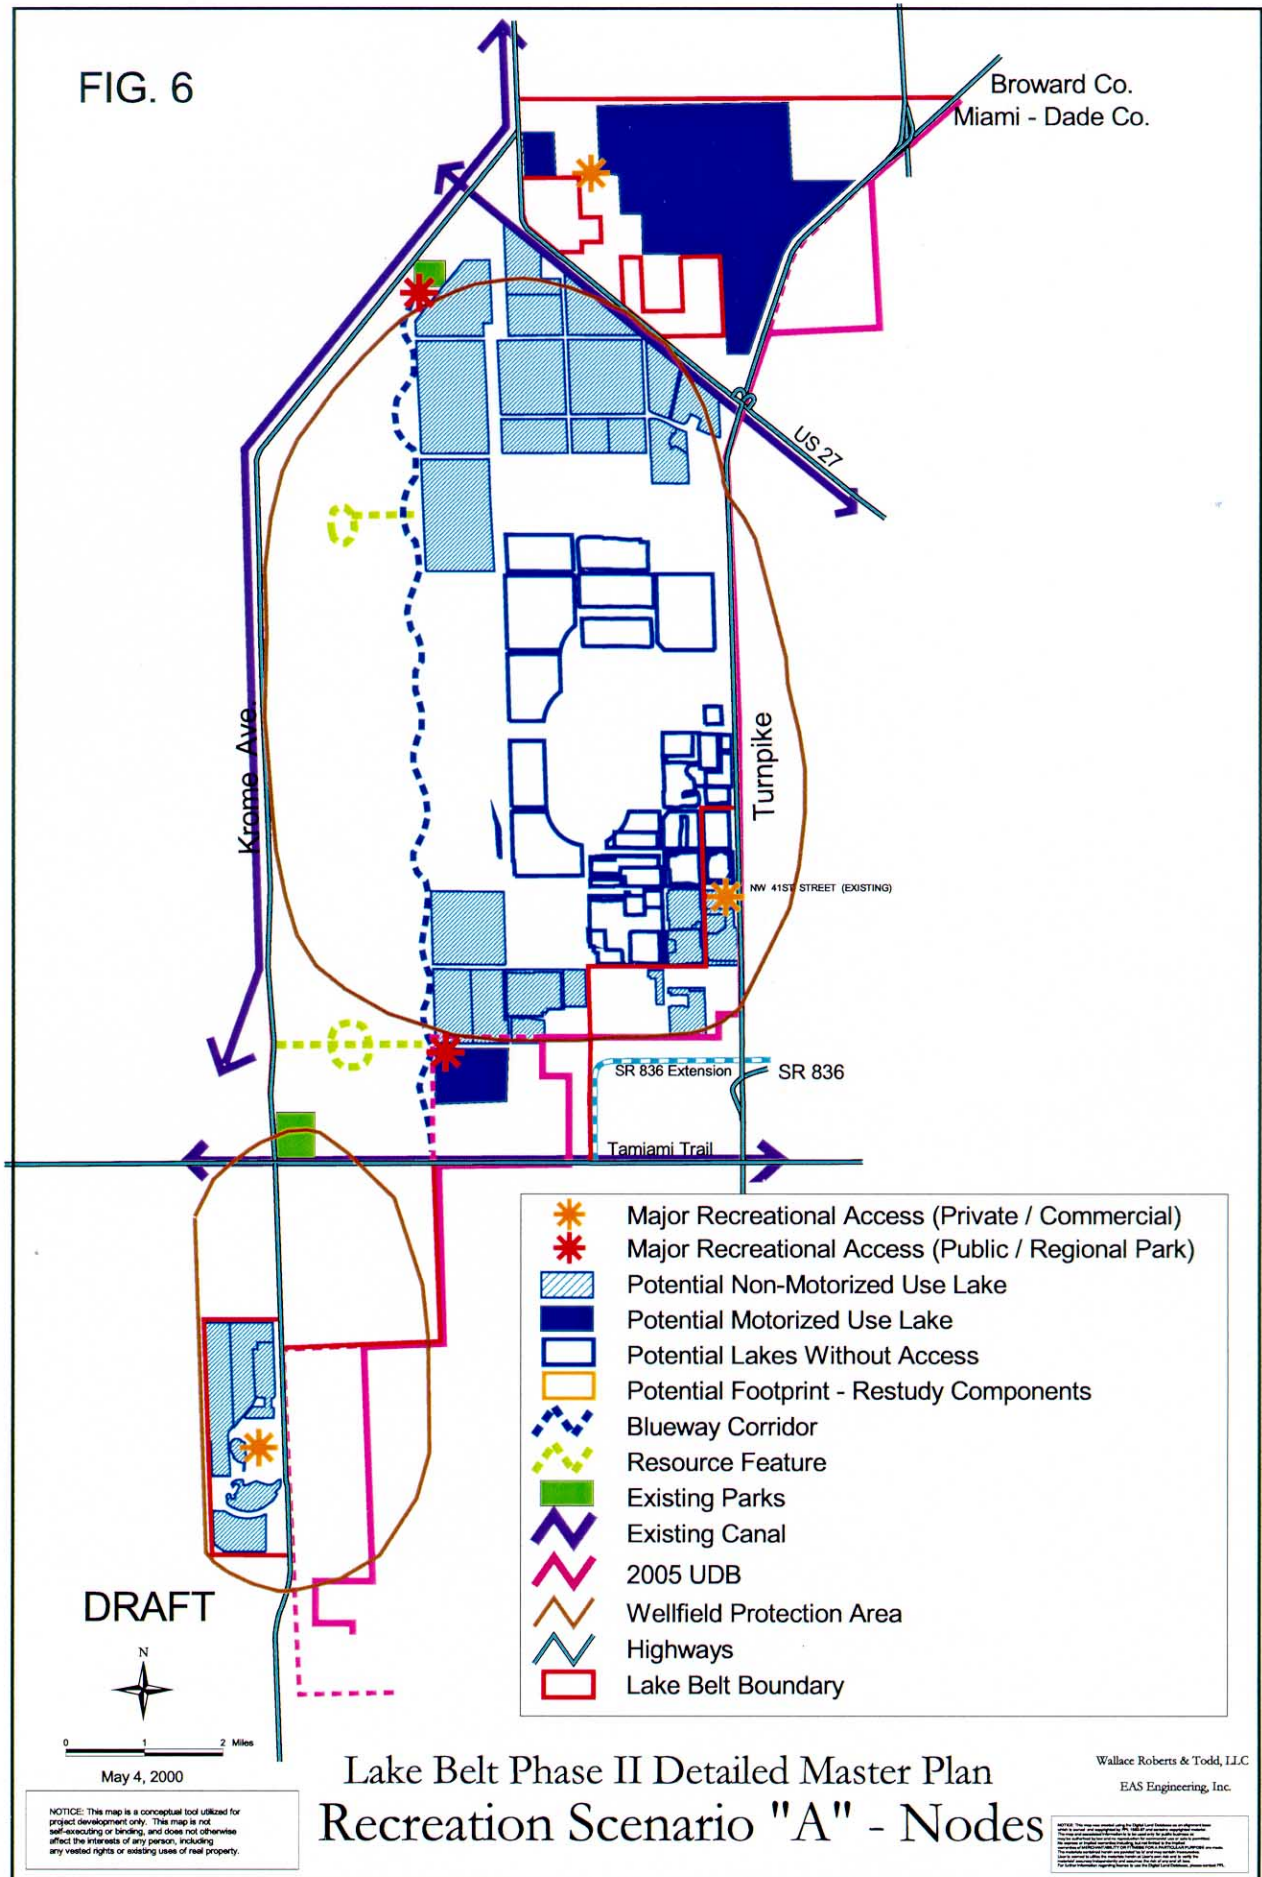 FIG. 6
Broward Co.
Miami - Dade Co.
US 27
Krome Ave.
Turnpike
NW 41ST STREET (EXISTING)
SR 836 Extension
SR 836
Tamiami Trail
Major Recreational Access (Private / Commercial)
Major Recreational Access (Public / Regional Park)
Potential Non-Motorized Use Lake
Potential Motorized Use Lake
Potential Lakes Without Access
Potential Footprint - Restudy Components
Blueway Corridor
Resource Feature
Existing Parks
Existing Canal
2005 UDB
Wellfield Protection Area
Highways
Lake Belt Boundary
DRAFT
N
0 1 2 Miles
May 4, 2000
NOTICE: This map is a conceptual tool utilized for
project development only. This map is not
self-executing or binding, and does not otherwise
affect the interests of any person, including
any vested rights or existing uses of real property.
Lake Belt Phase II Detailed Master Plan
Recreation Scenario "A" - Nodes
Wallace Roberts & Todd, LLC
EAS Engineering, Inc.